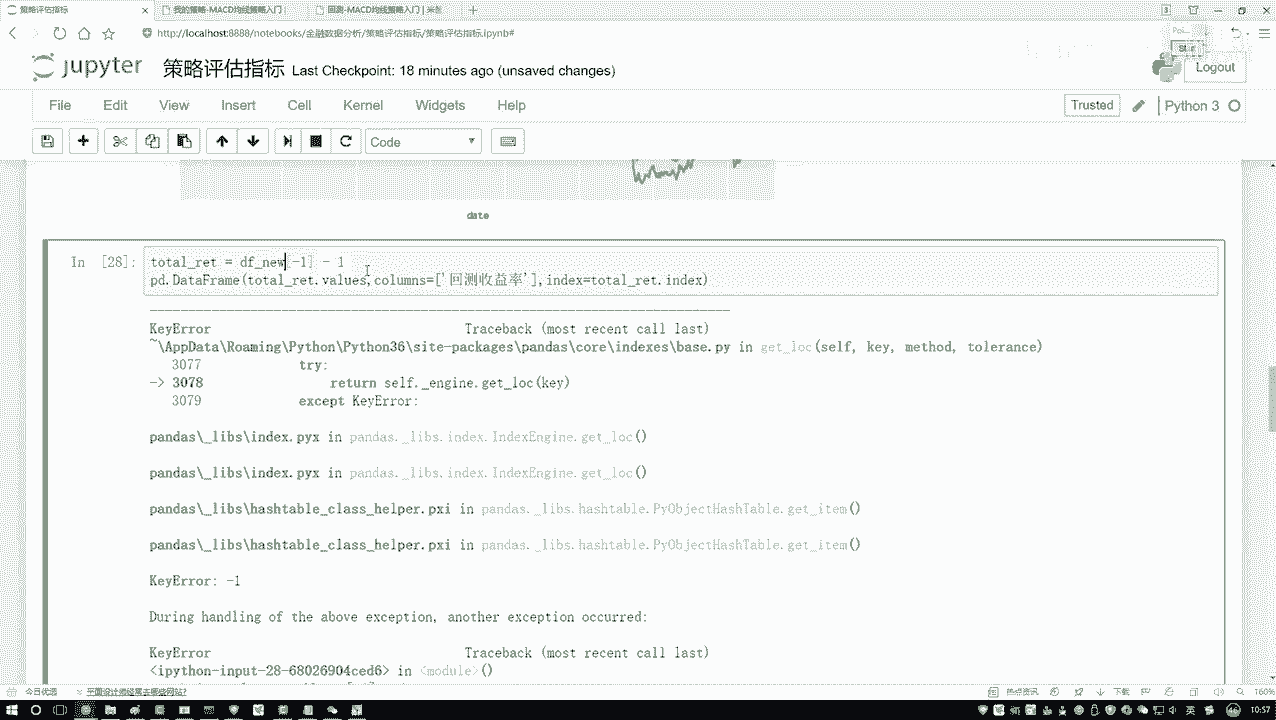 策略评估指标
我的策略-MACD均线策略入门
回测-MACD均线策略入门 | 米筐
http://localhost:8888/notebooks/金融数据分析/策略评估指标/策略评估指标.ipynb#
jupyter 策略评估指标 Last Checkpoint: 18 minutes ago (unsaved changes)
Logout
File Edit View Insert Cell Kernel Widgets Help
Trusted Python 3
Code
date
In [28]: total_ret = df_new[-1] - 1
pd.DataFrame(total_ret.values,columns=['回测收益率'],index=total_ret.index)
KeyError Traceback (most recent call last)
~\AppData\Roaming\Python\Python36\site-packages\pandas\core\indexes\base.py in get_loc(self, key, method, tolerance)
3077 try:
-> 3078 return self._engine.get_loc(key)
3079 except KeyError:
pandas\_libs\index.pyx in pandas._libs.index.IndexEngine.get_loc()
pandas\_libs\index.pyx in pandas._libs.index.IndexEngine.get_loc()
pandas\_libs\hashtable_class_helper.pxi in pandas._libs.hashtable.PyObjectHashTable.get_item()
pandas\_libs\hashtable_class_helper.pxi in pandas._libs.hashtable.PyObjectHashTable.get_item()
KeyError: -1
During handling of the above exception, another exception occurred:
KeyError Traceback (most recent call last)
<ipython-input-28-68026904ced6> in <module>()
今日优选
热点资讯
下载
160%
英
10:57